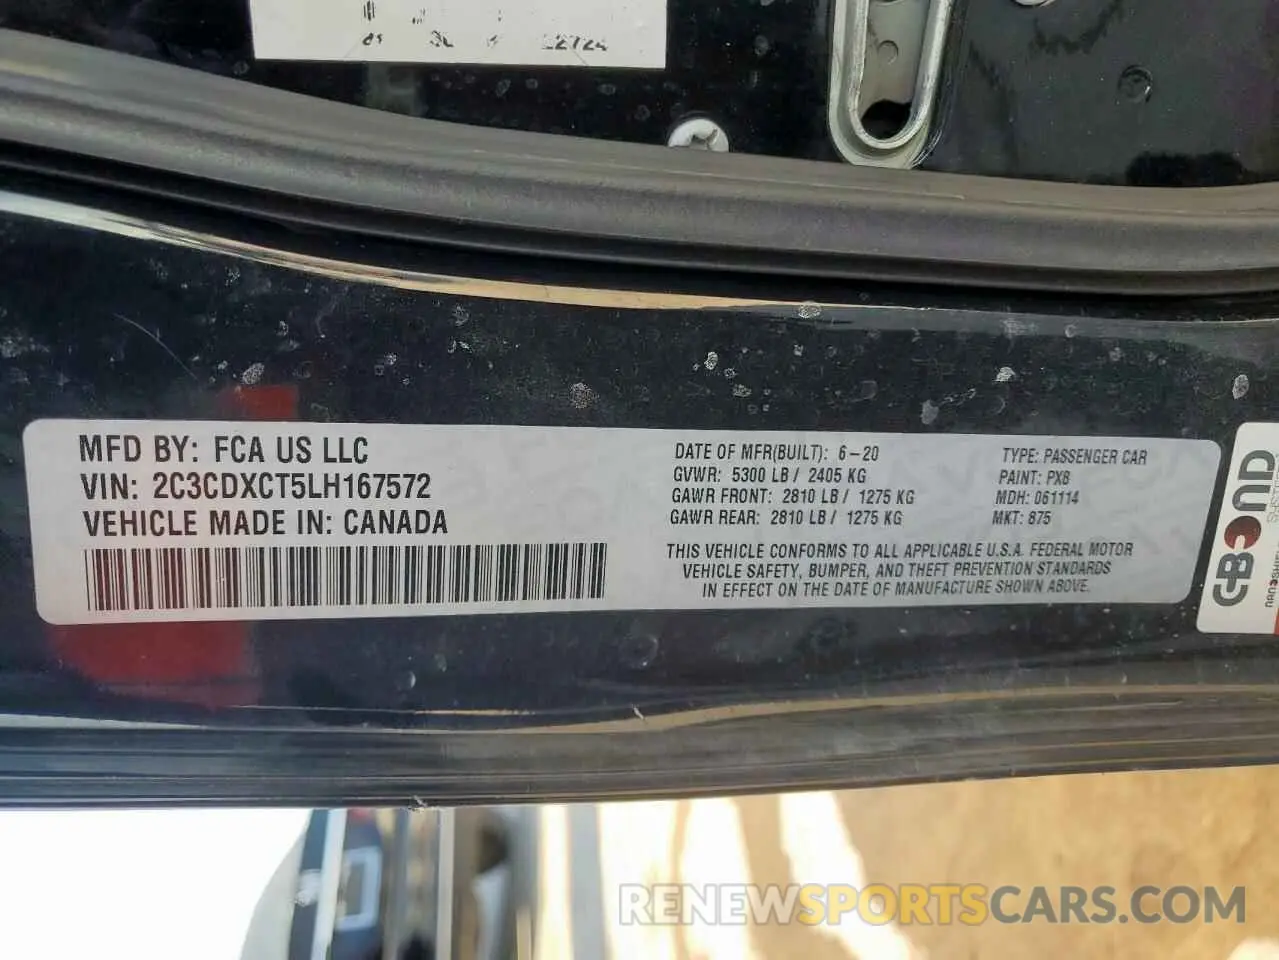 MFD BY: FCA US LLC
VIN: 2C3CDXCT5LH167572
VEHICLE MADE IN: CANADA
DATE OF MFR(BUILT): 6-20
GVWR: 5300 LB / 2405 KG
GAWR FRONT: 2810 LB / 1275 KG
GAWR REAR: 2810 LB / 1275 KG
TYPE: PASSENGER CAR
PAINT: PX8
MDH: 061114
MKT: 875
THIS VEHICLE CONFORMS TO ALL APPLICABLE U.S.A. FEDERAL MOTOR
VEHICLE SAFETY, BUMPER, AND THEFT PREVENTION STANDARDS
IN EFFECT ON THE DATE OF MANUFACTURE SHOWN ABOVE.
C-BOND
RENEWSPORTSCARS.COM